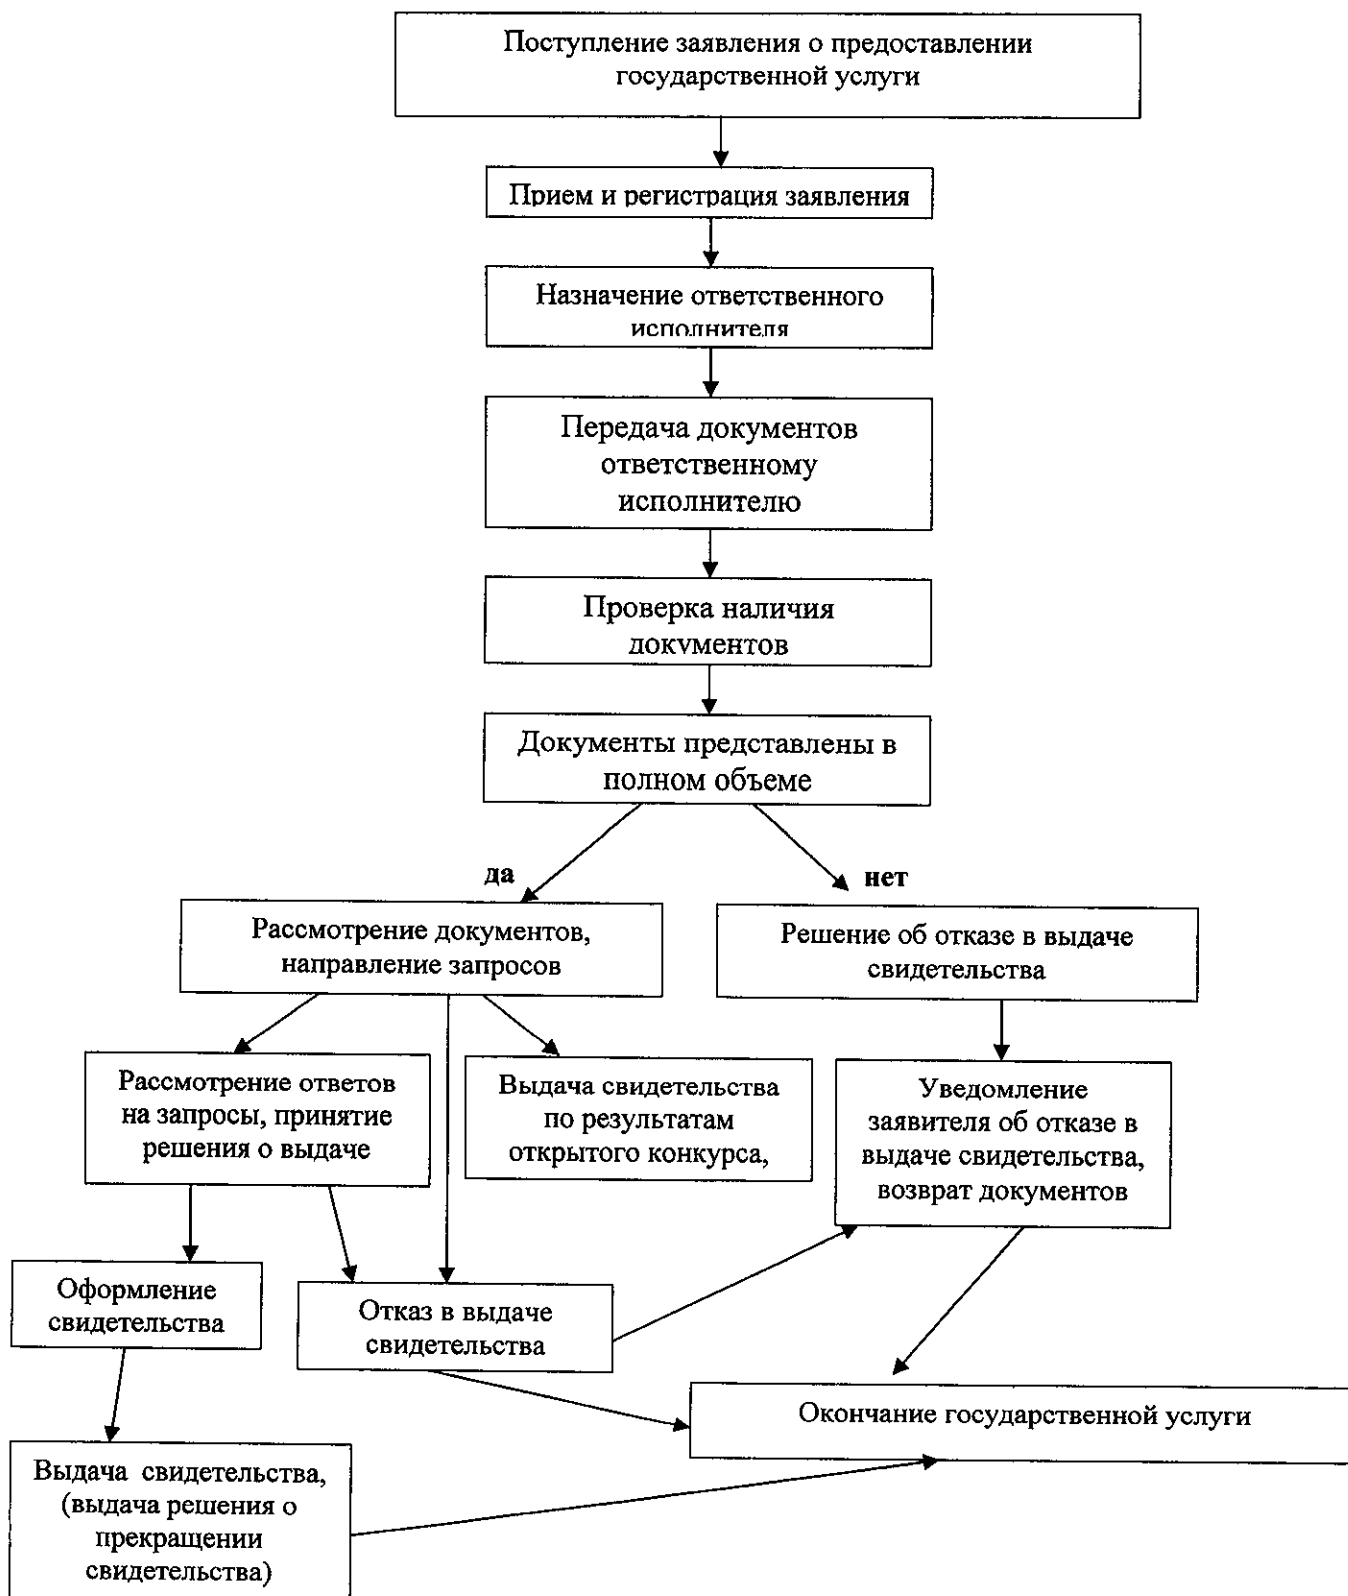 Поступление заявления о предоставлении
государственной услуги
Прием и регистрация заявления
Назначение ответственного
исполнителя
Передача документов
ответственному
исполнителю
Проверка наличия
документов
Документы представлены в
полном объеме
да
нет
Рассмотрение документов,
направление запросов
Решение об отказе в выдаче
свидетельства
Рассмотрение ответов
на запросы, принятие
решения о выдаче
Выдача свидетельства
по результатам
открытого конкурса,
Уведомление
заявителя об отказе в
выдаче свидетельства,
возврат документов
Оформление
свидетельства
Отказ в выдаче
свидетельства
Окончание государственной услуги
Выдача свидетельства,
(выдача решения о
прекращении
свидетельства)